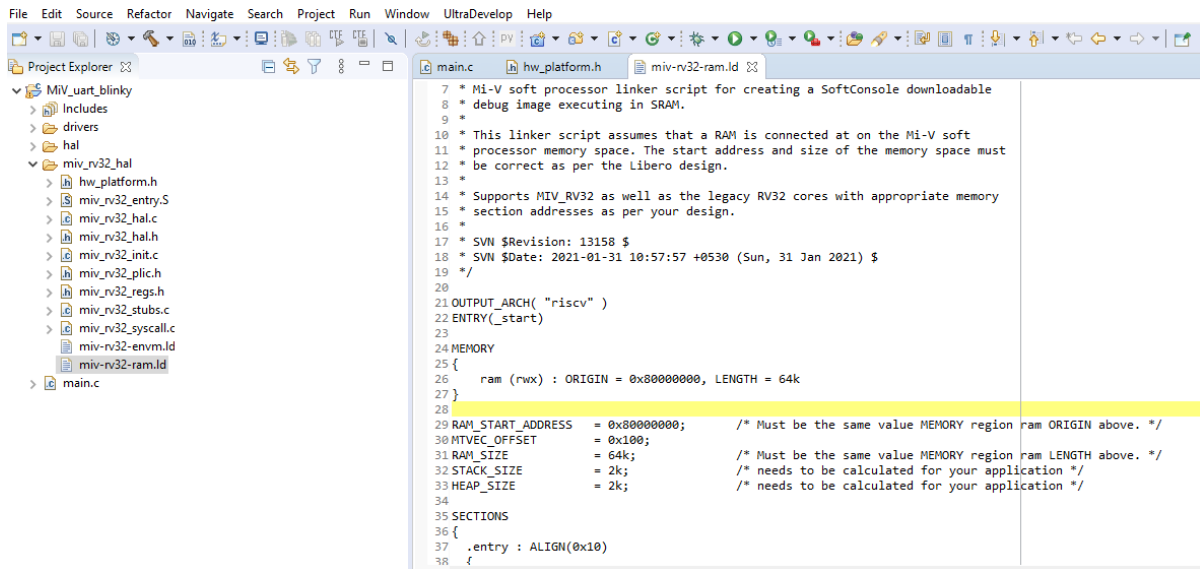 File Edit Source Refactor Navigate Search Project Run Window UltraDevelop Help
Project Explorer
MiV_uart_blinky
Includes
drivers
hal
miv_rv32_hal
hw_platform.h
miv_rv32_entry.S
miv_rv32_hal.c
miv_rv32_hal.h
miv_rv32_init.c
miv_rv32_plic.h
miv_rv32_regs.h
miv_rv32_stubs.c
miv_rv32_syscall.c
miv-rv32-envm.ld
miv-rv32-ram.ld
main.c
main.c hw_platform.h miv-rv32-ram.ld
7 * Mi-V soft processor linker script for creating a SoftConsole downloadable
8 * debug image executing in SRAM.
9 *
10 * This linker script assumes that a RAM is connected at on the Mi-V soft
11 * processor memory space. The start address and size of the memory space must
12 * be correct as per the Libero design.
13 *
14 * Supports MIV_RV32 as well as the legacy RV32 cores with appropriate memory
15 * section addresses as per your design.
16 *
17 * SVN $Revision: 13158 $
18 * SVN $Date: 2021-01-31 10:57:57 +0530 (Sun, 31 Jan 2021) $
19 */
20
21 OUTPUT_ARCH( "riscv" )
22 ENTRY(_start)
23
24 MEMORY
25 {
26 ram (rwx) : ORIGIN = 0x80000000, LENGTH = 64k
27 }
28
29 RAM_START_ADDRESS = 0x80000000; /* Must be the same value MEMORY region ram ORIGIN above. */
30 MTVEC_OFFSET = 0x100;
31 RAM_SIZE = 64k; /* Must be the same value MEMORY region ram LENGTH above. */
32 STACK_SIZE = 2k; /* needs to be calculated for your application */
33 HEAP_SIZE = 2k; /* needs to be calculated for your application */
34
35 SECTIONS
36 {
37 .entry : ALIGN(0x10)
38 {